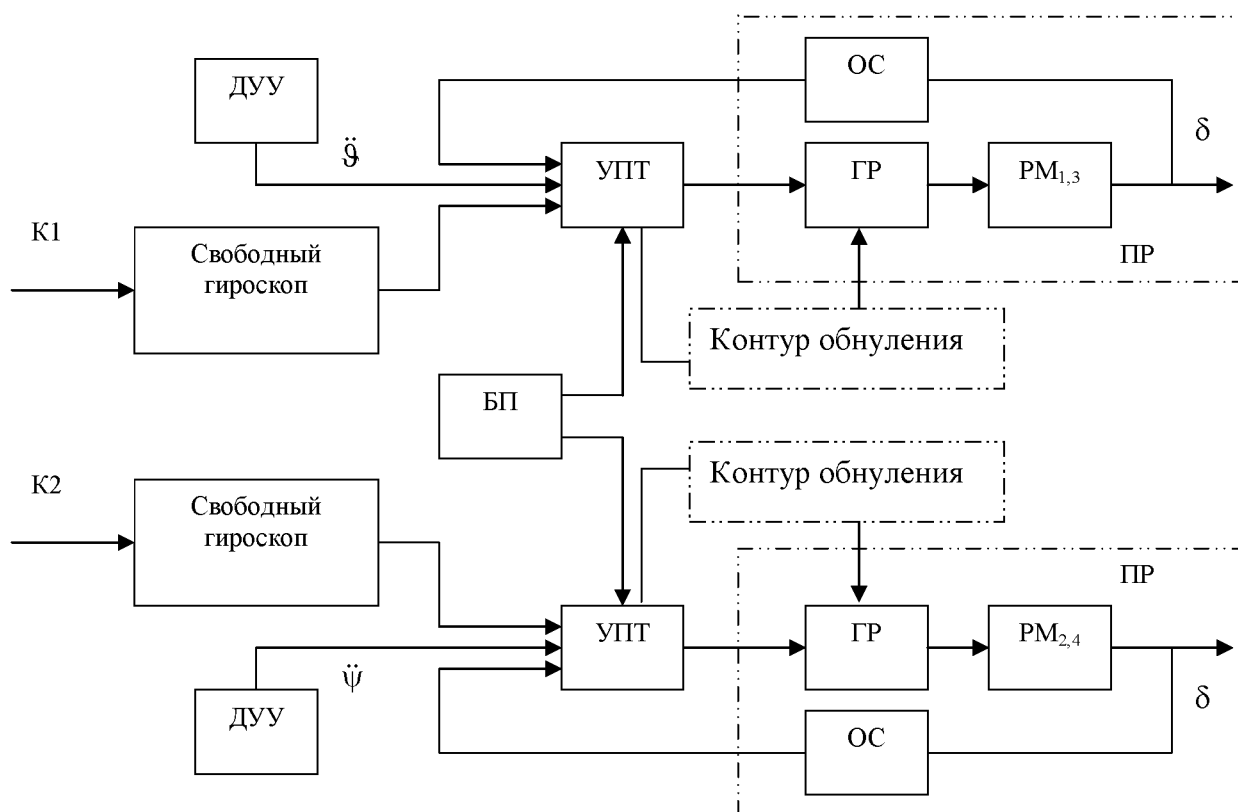 ОС
ДУУ
δ
ϑ̈
УПТ
ГР
РМ1,3
К1
Свободный
гироскоп
ПР
Контур обнуления
БП
Контур обнуления
К2
Свободный
гироскоп
ПР
УПТ
ГР
РМ2,4
ψ̈
δ
ДУУ
ОС